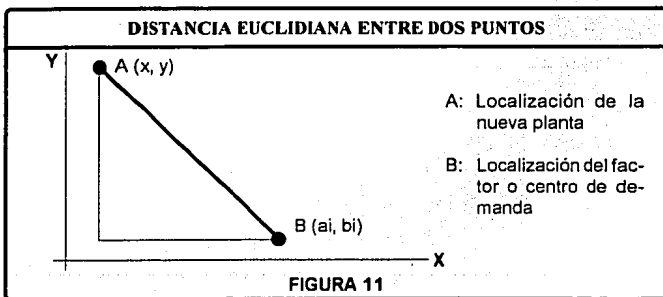 DISTANCIA EUCLIDIANA ENTRE DOS PUNTOS
Y
A (x, y)
A: Localización de la
nueva planta
B: Localización del fac-
tor o centro de de-
manda
B (ai, bi)
X
FIGURA 11